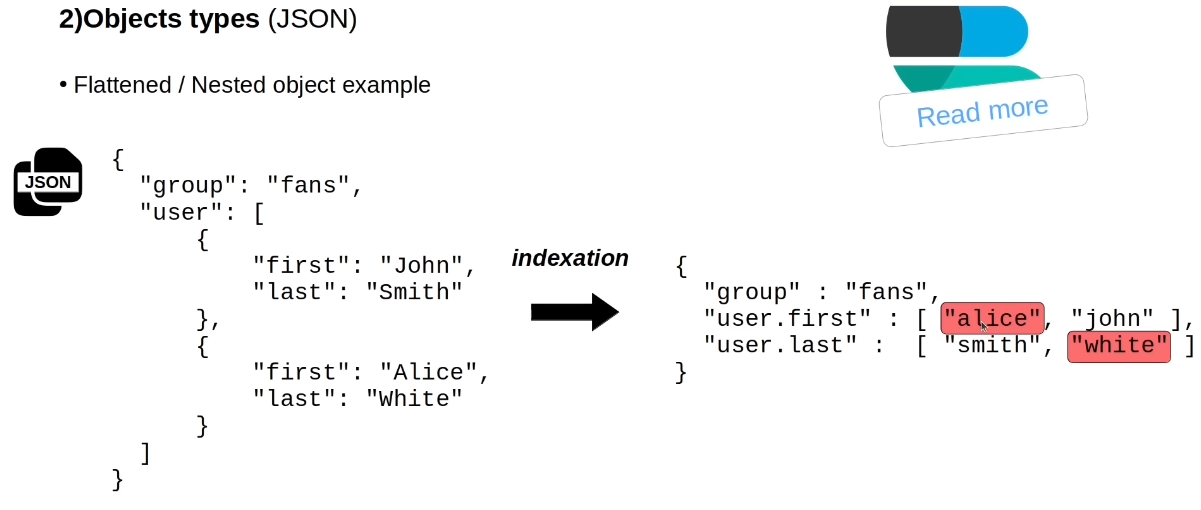 2)Objects types (JSON)
• Flattened / Nested object example
Read more
JSON
{
  "group": "fans",
  "user": [
      {
          "first": "John",
          "last": "Smith"
      },
      {
          "first": "Alice",
          "last": "White"
      }
  ]
}
indexation
{
  "group" : "fans",
  "user.first" : [ "alice", "john" ],
  "user.last" :  [ "smith", "white" ]
}